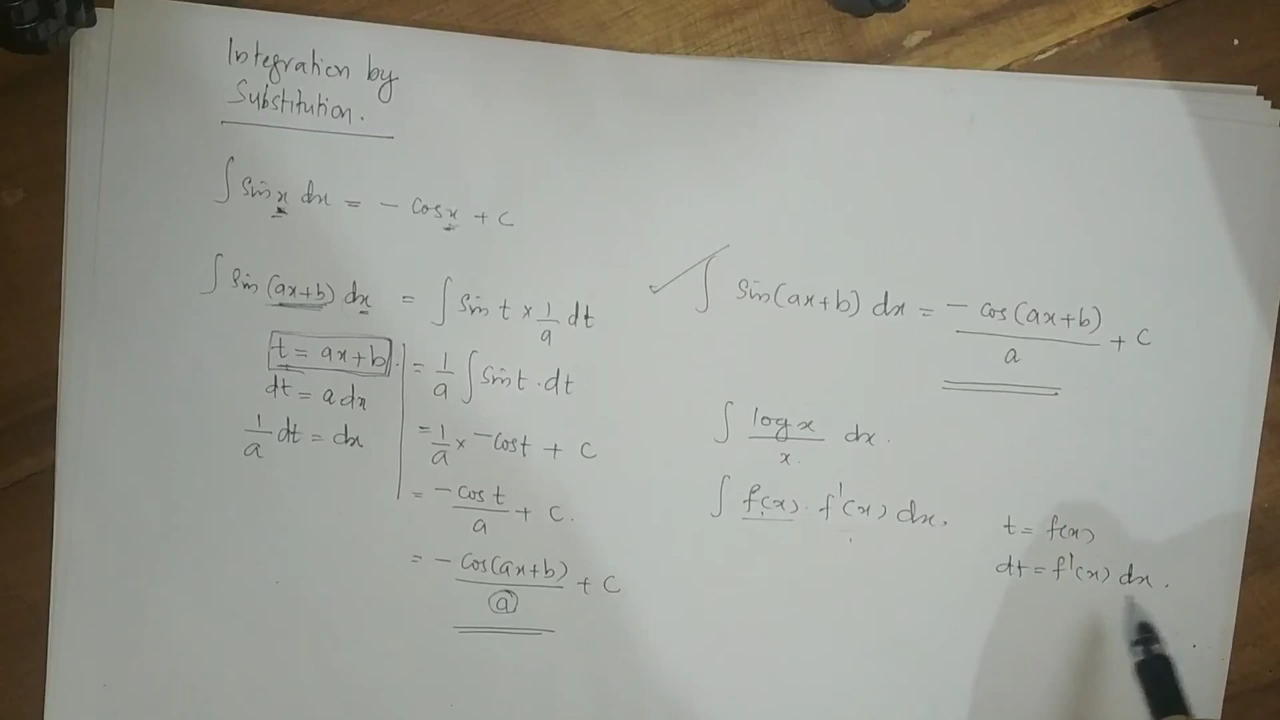 Integration by
Substitution.
∫ sin x dx = - cos x + c
∫ sin (ax+b) dx = ∫ sin t × 1/a dt
t = ax+b
dt = a dx
1/a dt = dx
= 1/a ∫ sin t . dt
= 1/a × - cos t + c
= - cos t / a + c.
= - cos(ax+b) / a + c
∫ sin(ax+b) dx = - cos(ax+b) / a + c
∫ log x / x dx.
∫ f(x) . f'(x) dx.
t = f(x)
dt = f'(x) dx.